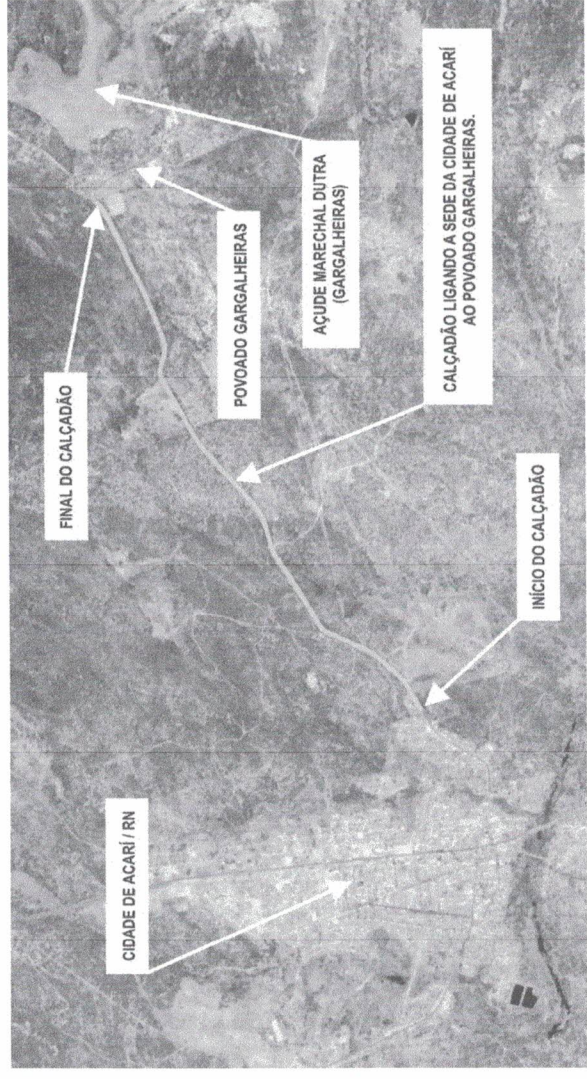 CIDADE DE ACARÍ / RN
FINAL DO CALÇADÃO
POVOADO GARGALHEIRAS
AÇUDE MARECHAL DUTRA
(GARGALHEIRAS)
CALÇADÃO LIGANDO A SEDE DA CIDADE DE ACARÍ
AO POVOADO GARGALHEIRAS.
INÍCIO DO CALÇADÃO